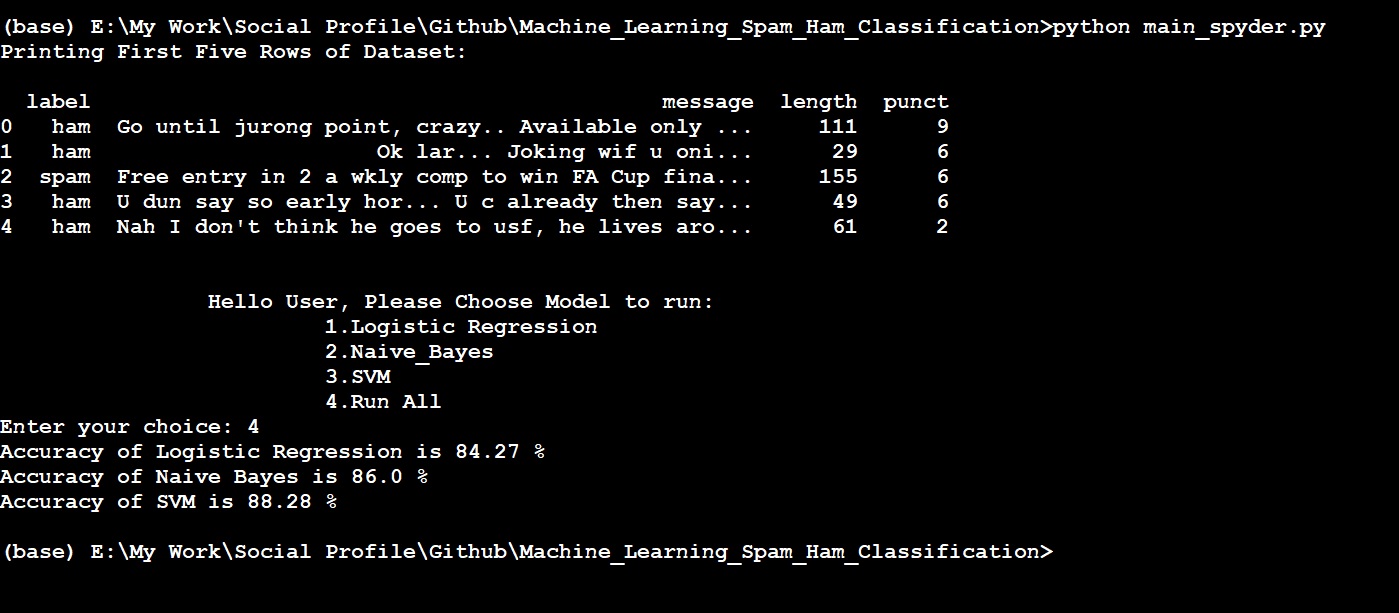 (base) E:\My Work\Social Profile\Github\Machine_Learning_Spam_Ham_Classification>python main_spyder.py
Printing First Five Rows of Dataset:
label message length punct
0 ham Go until jurong point, crazy.. Available only ... 111 9
1 ham Ok lar... Joking wif u oni... 29 6
2 spam Free entry in 2 a wkly comp to win FA Cup fina... 155 6
3 ham U dun say so early hor... U c already then say... 49 6
4 ham Nah I don't think he goes to usf, he lives aro... 61 2
Hello User, Please Choose Model to run:
1.Logistic Regression
2.Naive_Bayes
3.SVM
4.Run All
Enter your choice: 4
Accuracy of Logistic Regression is 84.27 %
Accuracy of Naive Bayes is 86.0 %
Accuracy of SVM is 88.28 %
(base) E:\My Work\Social Profile\Github\Machine_Learning_Spam_Ham_Classification>